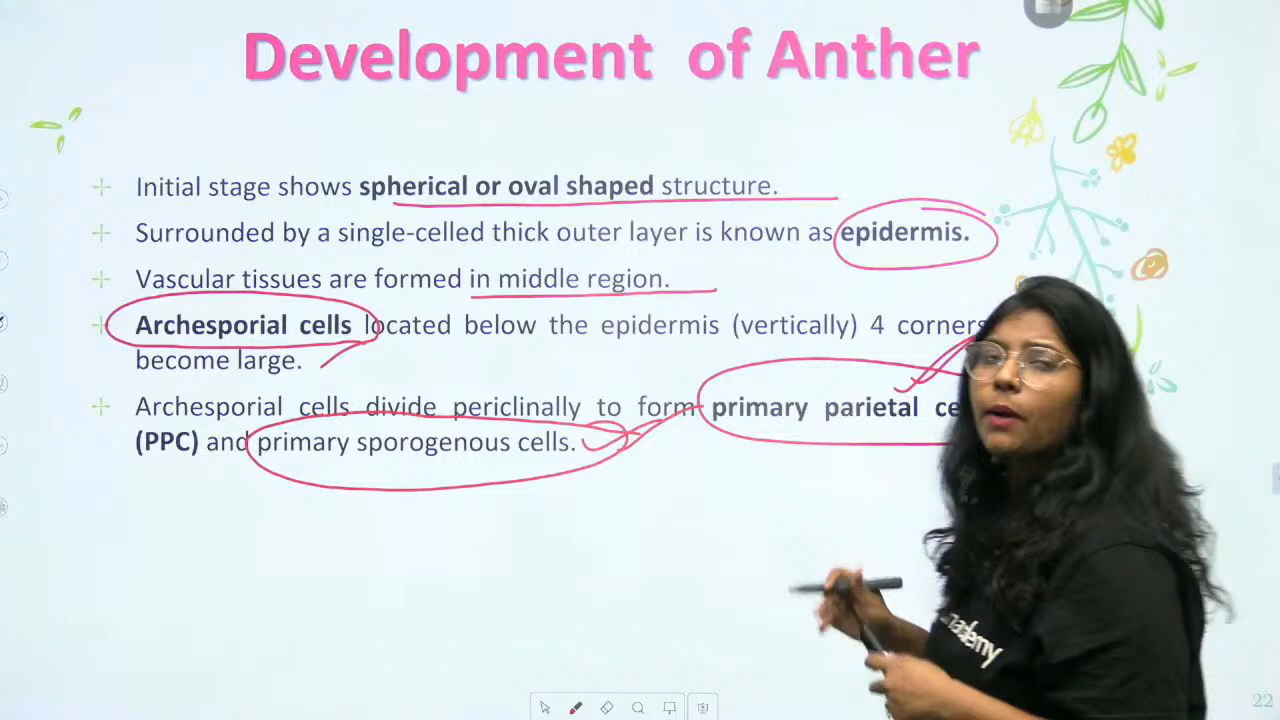 Development of Anther
Initial stage shows spherical or oval shaped structure.
Surrounded by a single-celled thick outer layer is known as epidermis.
Vascular tissues are formed in middle region.
Archesporial cells located below the epidermis (vertically) 4 corners
become large.
Archesporial cells divide periclinally to form primary parietal
(PPC) and primary sporogenous cells.
22